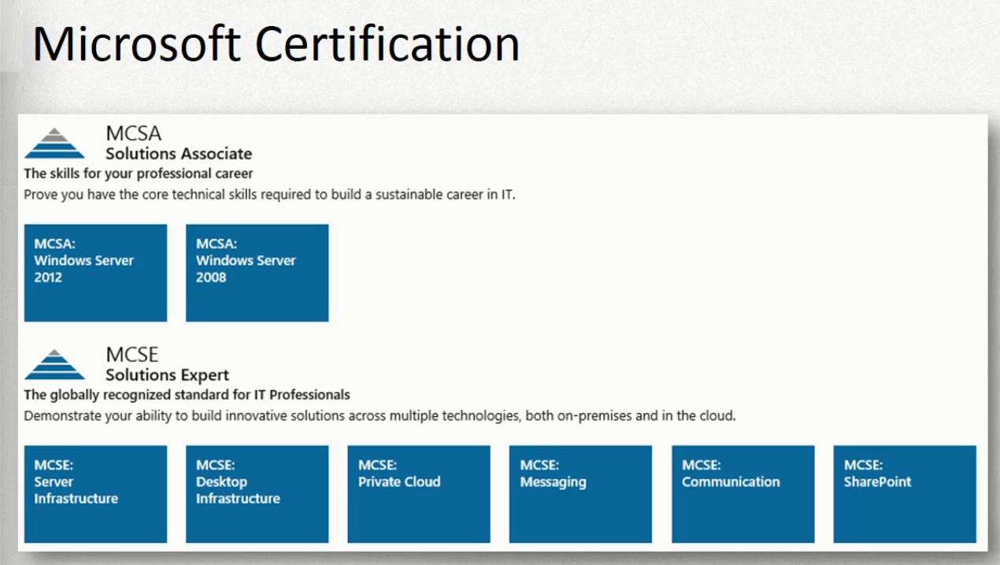 Microsoft Certification
MCSA
Solutions Associate
The skills for your professional career
Prove you have the core technical skills required to build a sustainable career in IT.
MCSA:
Windows Server
2012
MCSA:
Windows Server
2008
MCSE
Solutions Expert
The globally recognized standard for IT Professionals
Demonstrate your ability to build innovative solutions across multiple technologies, both on-premises and in the cloud.
MCSE:
Server
Infrastructure
MCSE:
Desktop
Infrastructure
MCSE:
Private Cloud
MCSE:
Messaging
MCSE:
Communication
MCSE:
SharePoint